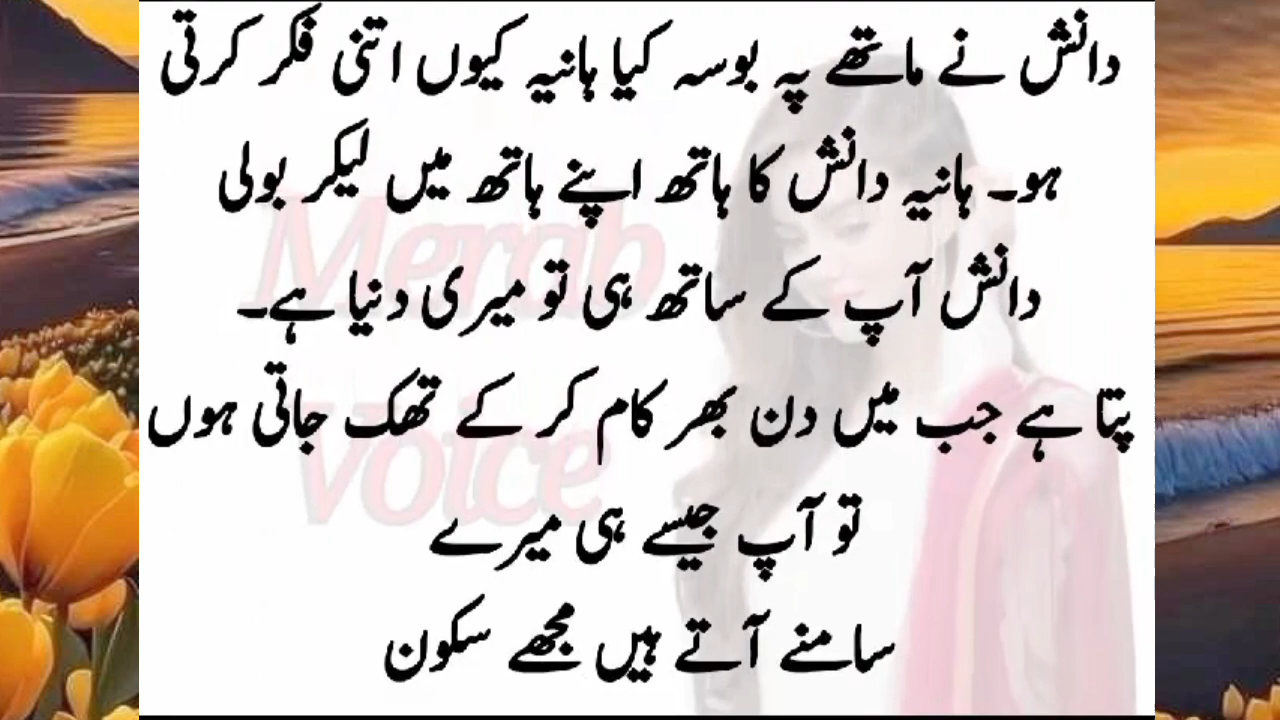 دانش نے ماتھے پہ بوسہ کیا ہانیہ کیوں اتنی فکر کرتی
ہو۔ ہانیہ دانش کا ہاتھ اپنے ہاتھ میں لیکر بولی
دانش آپ کے ساتھ ہی تو میری دنیا ہے۔
پتا ہے جب میں دن بھر کام کر کے تھک جاتی ہوں
تو آپ جیسے ہی میرے
سامنے آتے ہیں مجھے سکون
Merab
Voice